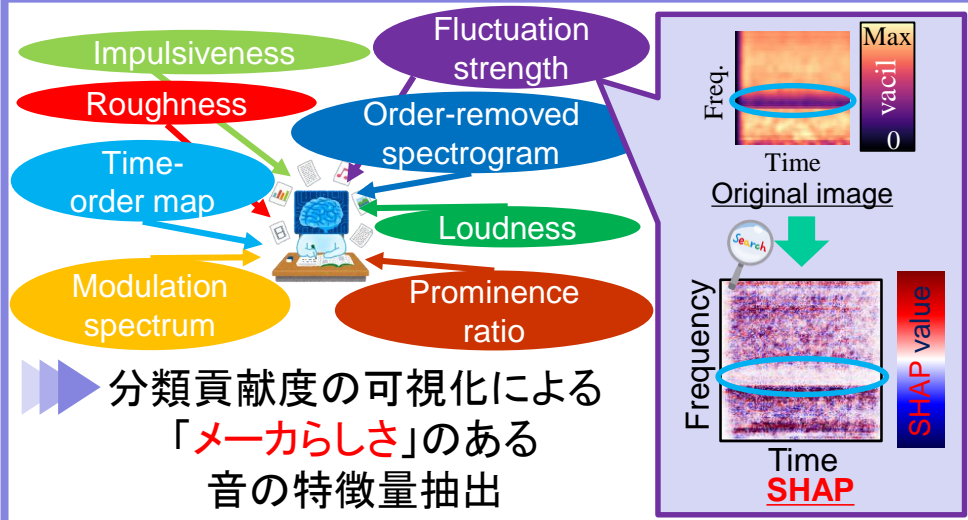 Impulsiveness
Fluctuation
strength
Roughness
Order-removed
spectrogram
Time-
order map
Loudness
Modulation
spectrum
Prominence
ratio
分類貢献度の可視化による
「メーカらしさ」のある
音の特徴量抽出
Freq.
Time
Max
vacil
0
Original image
Search
Frequency
Time
SHAP value
SHAP